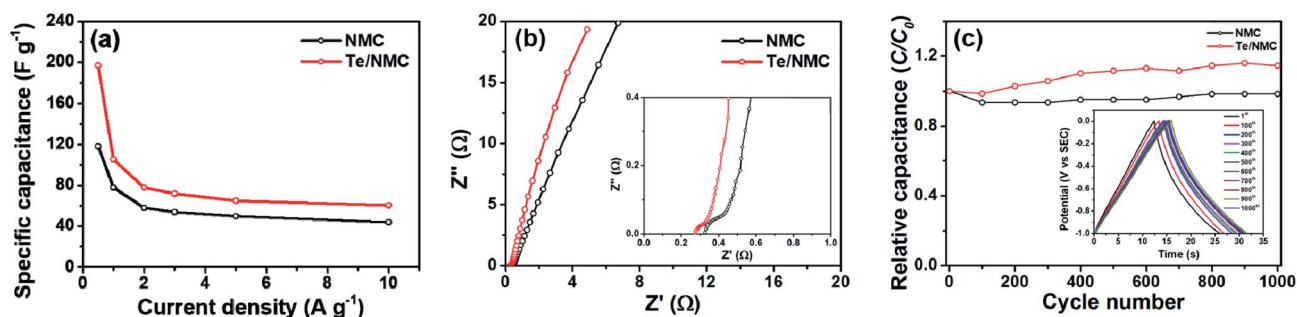 (a)
NMC
Te/NMC
Specific capacitance (F g⁻¹)
240
200
160
120
80
40
0
0 2 4 6 8 10
Current density (A g⁻¹)
(b)
NMC
Te/NMC
Z'' (Ω)
20
15
10
5
0
0 4 8 12 16 20
Z' (Ω)
Z'' (Ω)
0.4
0.2
0.0
0.0 0.2 0.4 0.6 0.8 1.0
Z' (Ω)
(c)
NMC
Te/NMC
Relative capacitance (C/C₀)
1.2
0.8
0.4
0.0
0 200 400 600 800 1000
Cycle number
Potential (V vs SEC)
0.0
-0.2
-0.4
-0.6
-0.8
-1.0
0 5 10 15 20 25 30 35
Time (s)
1ˢᵗ
100ᵗʰ
200ᵗʰ
300ᵗʰ
400ᵗʰ
500ᵗʰ
600ᵗʰ
700ᵗʰ
800ᵗʰ
900ᵗʰ
1000ᵗʰ